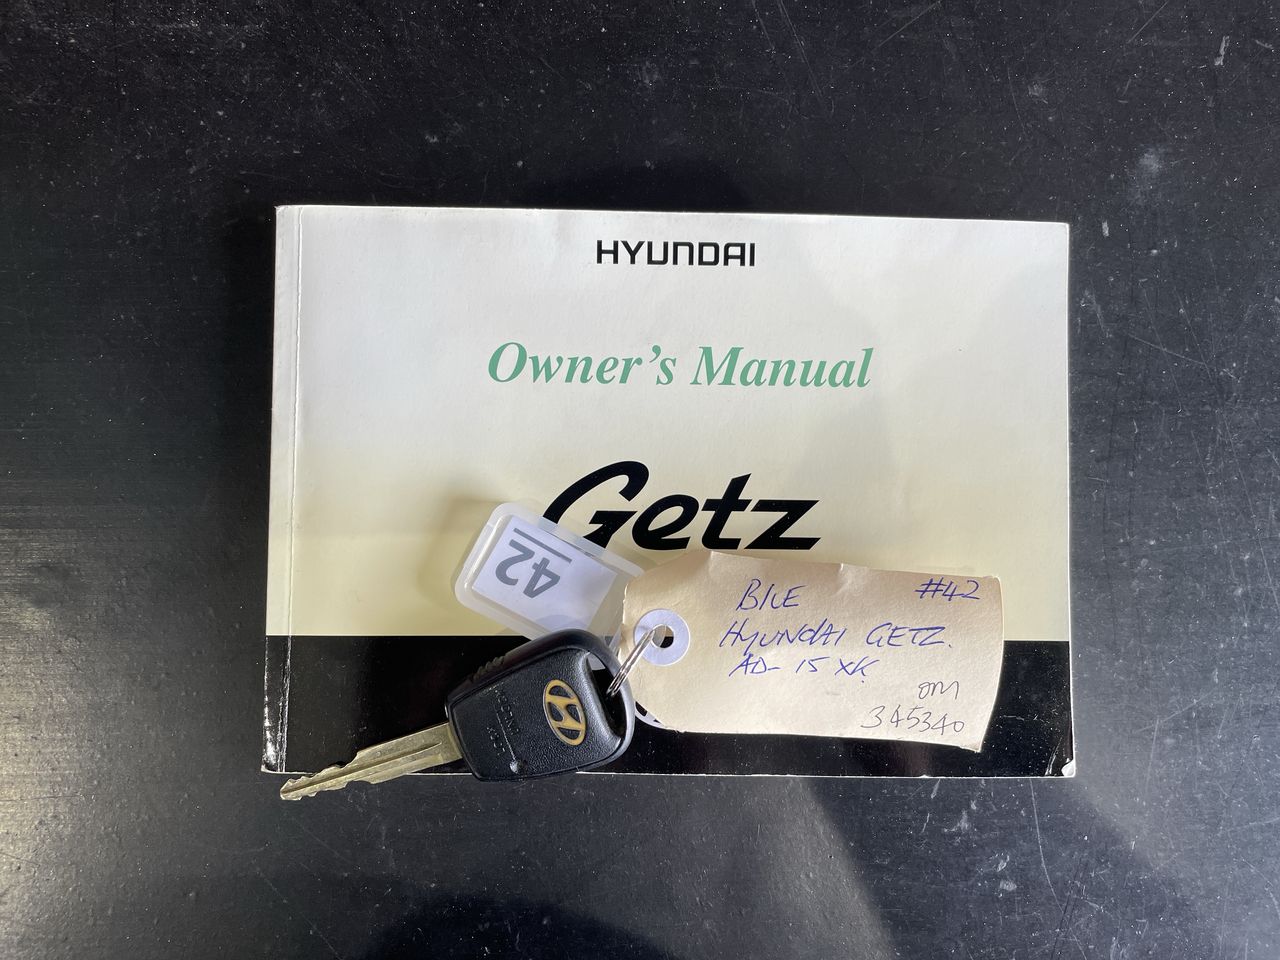 HYUNDAI
Owner's Manual
Getz
42
BlUE #42
HYUNDAI GETZ.
AD-15 XK
om
345340